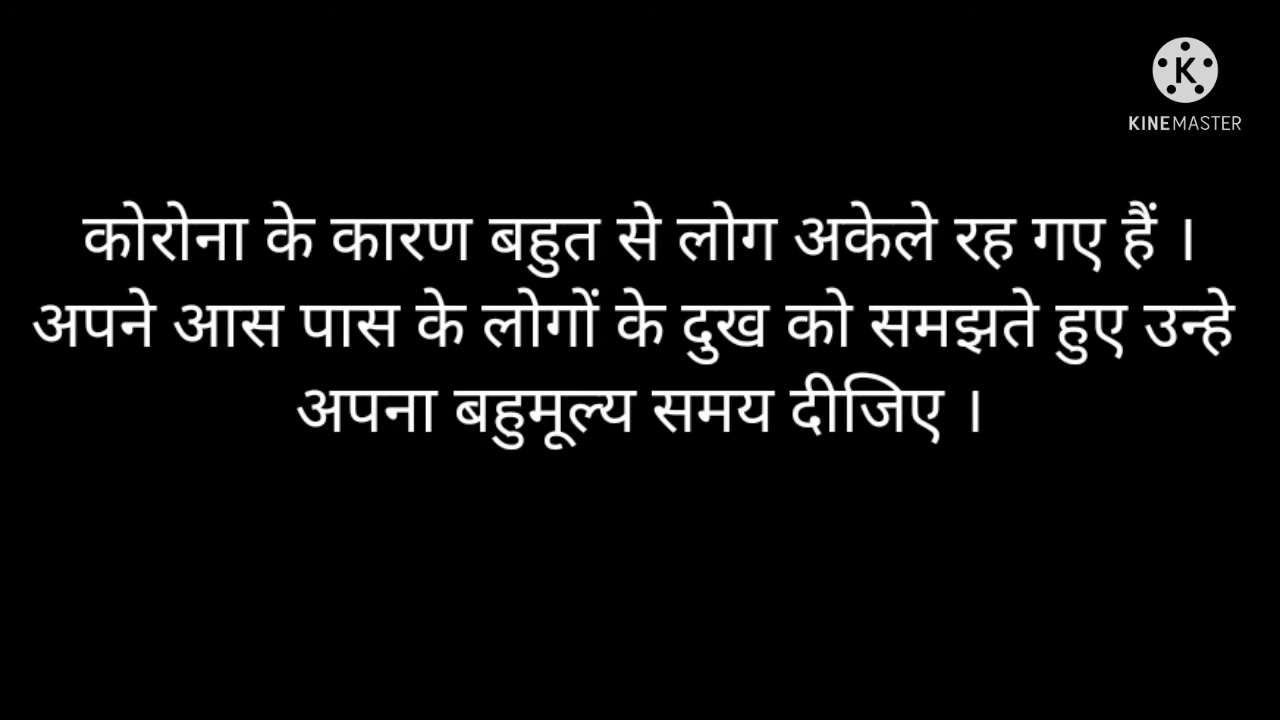 KINEMASTER
कोरोना के कारण बहुत से लोग अकेले रह गए हैं ।
अपने आस पास के लोगों के दुख को समझते हुए उन्हे
अपना बहुमूल्य समय दीजिए ।